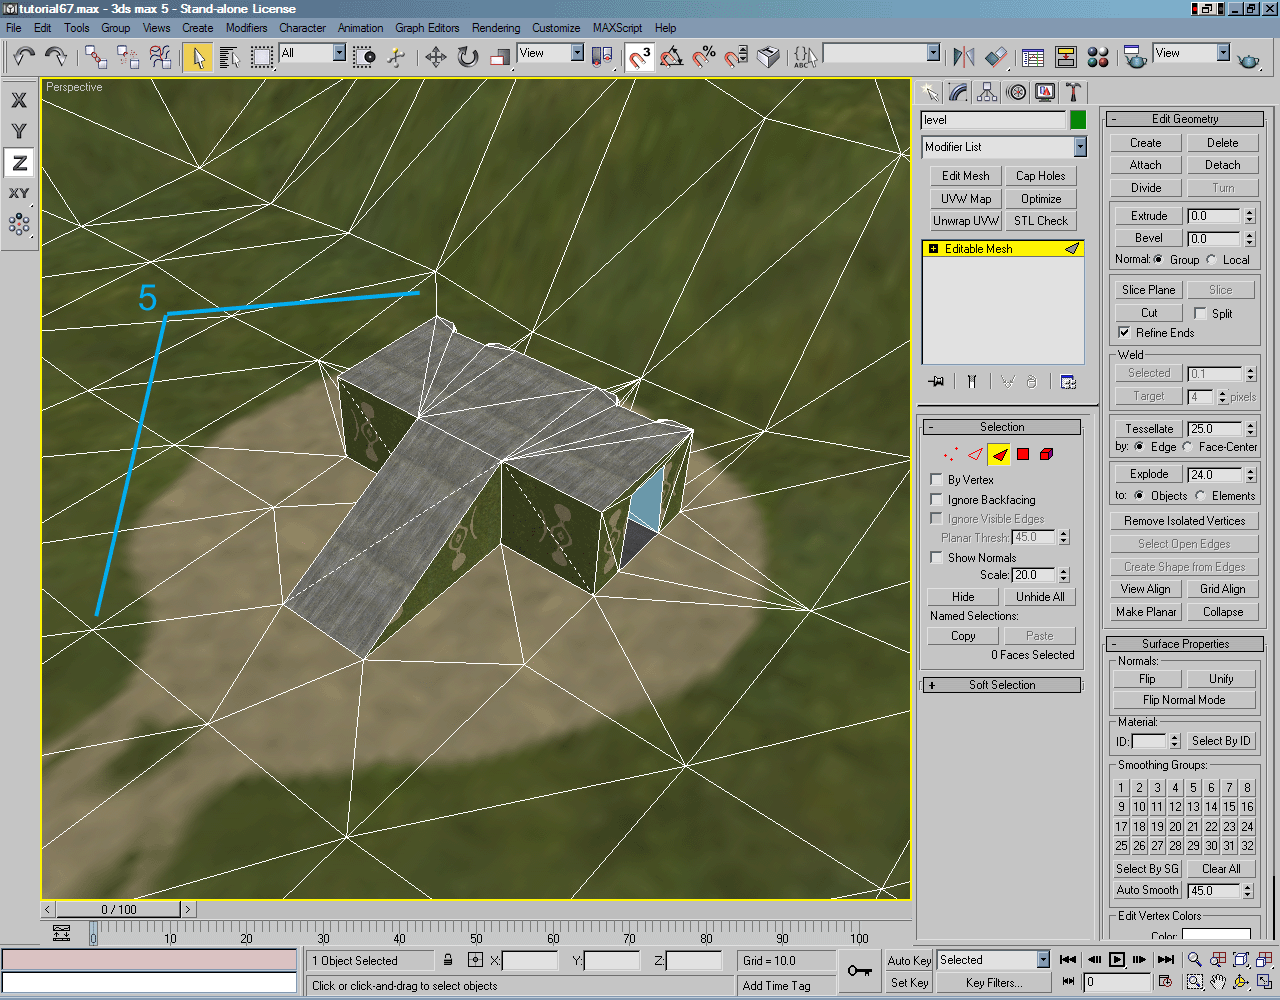 tutorial67.max - 3ds max 5 - Stand-alone License
File Edit Tools Group Views Create Modifiers Character Animation Graph Editors Rendering Customize MAXScript Help
All
View
3
%
ABC
View
X
Y
Z
XY
Perspective
5
level
Modifier List
Edit Mesh Cap Holes
UVW Map Optimize
Unwrap UVW STL Check
Editable Mesh
- Selection
By Vertex
Ignore Backfacing
Ignore Visible Edges
Planar Thresh: 45.0
Show Normals
Scale: 20.0
Hide Unhide All
Named Selections:
Copy Paste
0 Faces Selected
+ Soft Selection
- Edit Geometry
Create Delete
Attach Detach
Divide Turn
Extrude 0.0
Bevel 0.0
Normal: Group Local
Slice Plane Slice
Cut Split
Refine Ends
Weld
Selected 0.1
Target 4 pixels
Tessellate 25.0
by: Edge Face-Center
Explode 24.0
to: Objects Elements
Remove Isolated Vertices
Select Open Edges
Create Shape from Edges
View Align Grid Align
Make Planar Collapse
- Surface Properties
Normals:
Flip Unify
Flip Normal Mode
Material:
ID: Select By ID
Smoothing Groups:
1 2 3 4 5 6 7 8
9 10 11 12 13 14 15 16
17 18 19 20 21 22 23 24
25 26 27 28 29 30 31 32
Select By SG Clear All
Auto Smooth 45.0
Edit Vertex Colors
Color:
< 0 / 100 >
0 10 20 30 40 50 60 70 80 90 100
1 Object Selected X: Y: Z: Grid = 10.0
Click or click-and-drag to select objects Add Time Tag
Auto Key Selected
Set Key Key Filters... 0